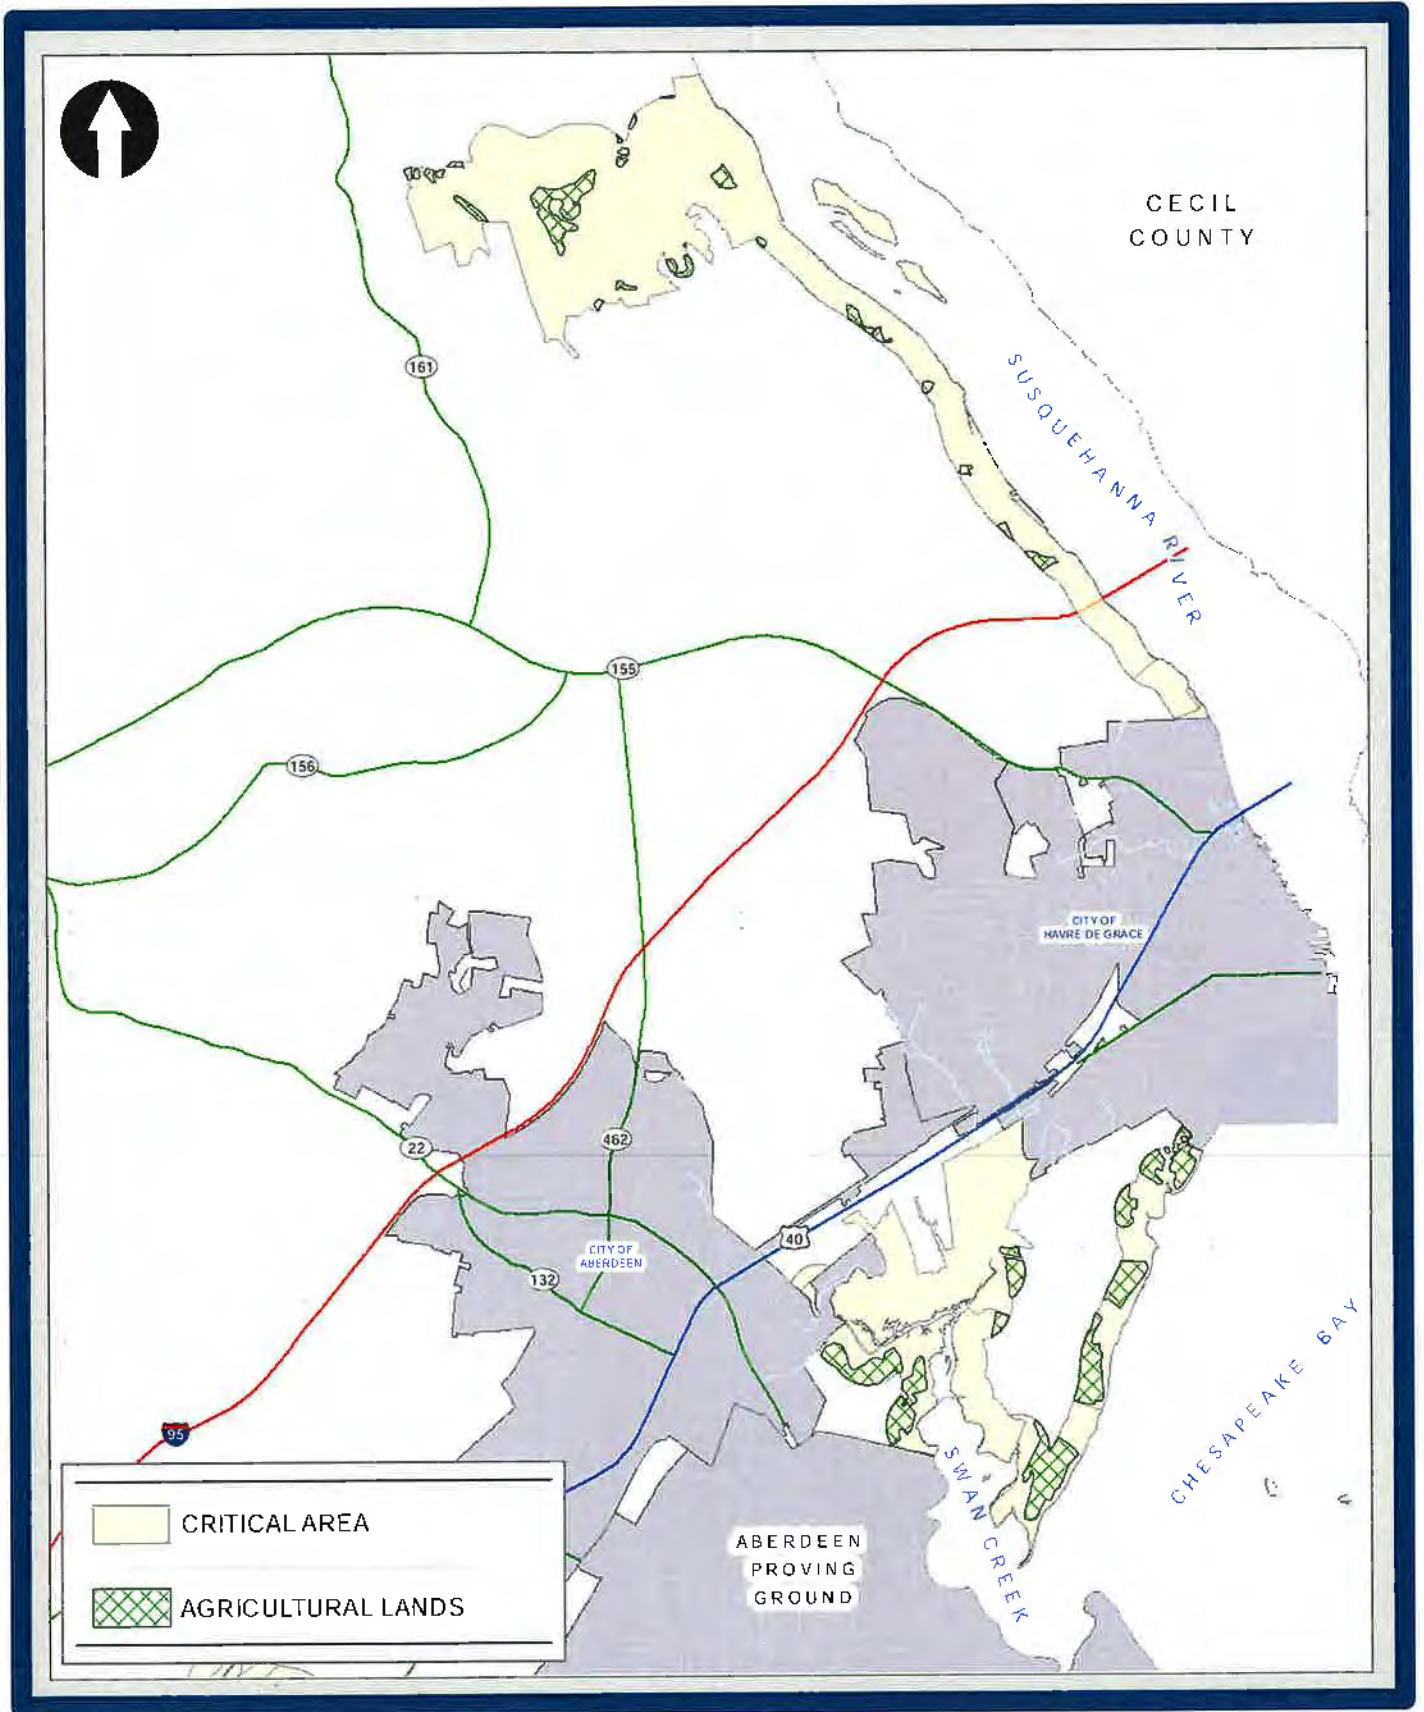 CECIL
COUNTY
161
SUSQUEHANNA RIVER
155
156
CITY OF
HAVRE DE GRACE
22
462
40
CITY OF
ABERDEEN
132
CHESAPEAKE BAY
95
SWAN CREEK
CRITICAL AREA
ABERDEEN
PROVING
GROUND
AGRICULTURAL LANDS